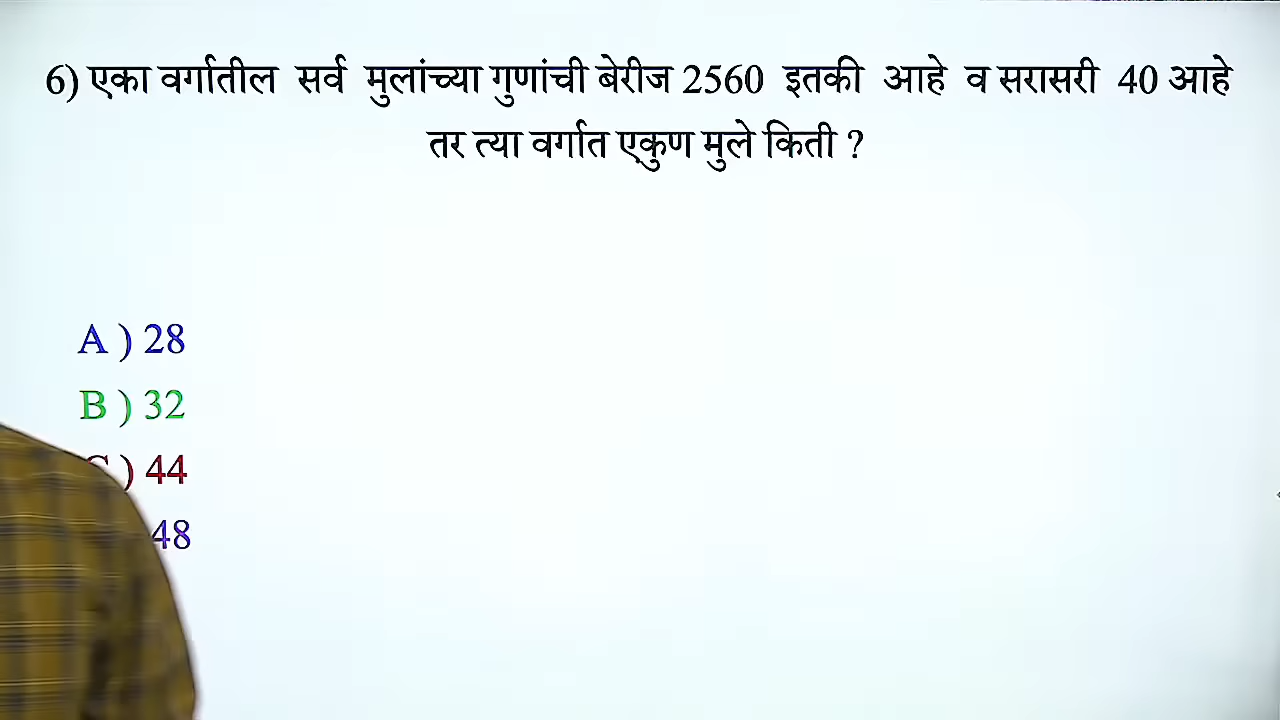 6) एका वर्गातील सर्व मुलांच्या गुणांची बेरीज 2560 इतकी आहे व सरासरी 40 आहे
तर त्या वर्गात एकुण मुले किती ?
A ) 28
B ) 32
) 44
48